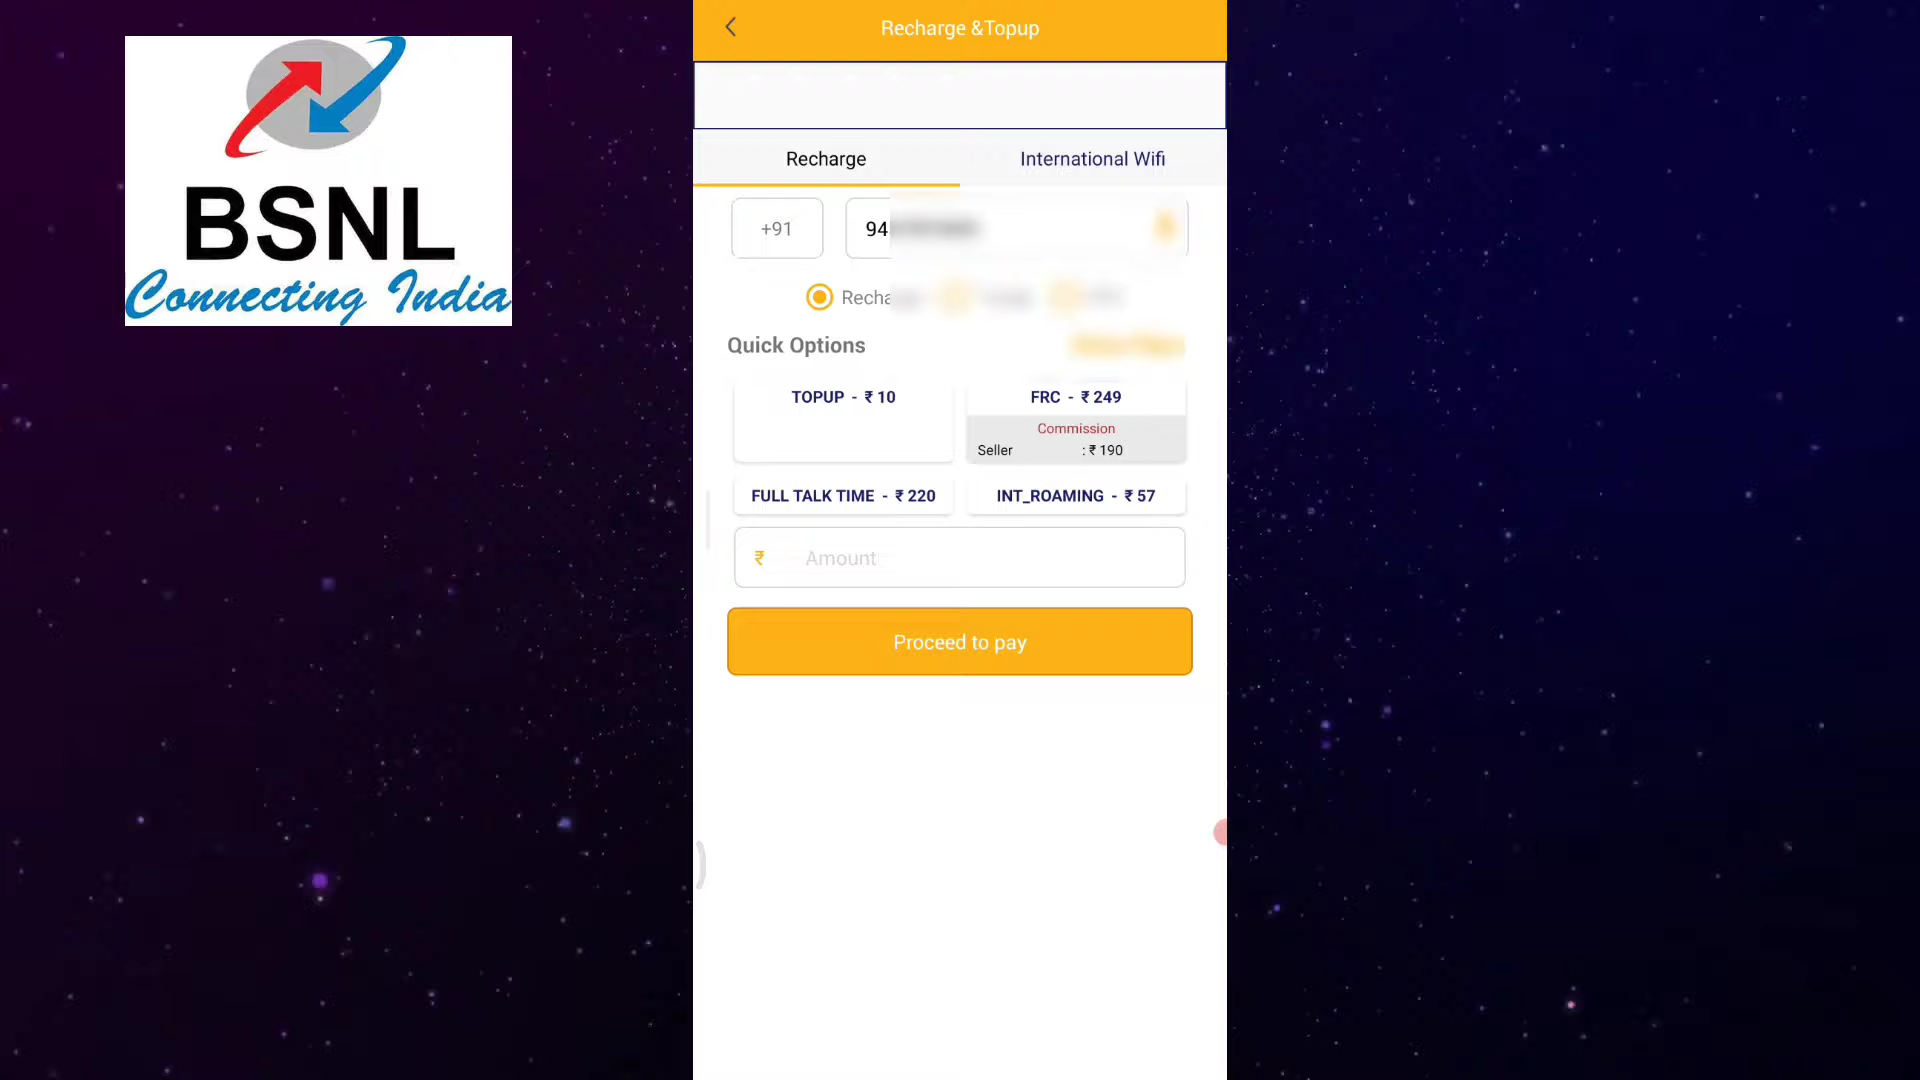 BSNL
Connecting India
Recharge &Topup
Recharge
International Wifi
+91
94
Recha
Quick Options
TOPUP - ₹ 10
FRC - ₹ 249
Commission
Seller : ₹ 190
FULL TALK TIME - ₹ 220
INT_ROAMING - ₹ 57
₹ Amount
Proceed to pay